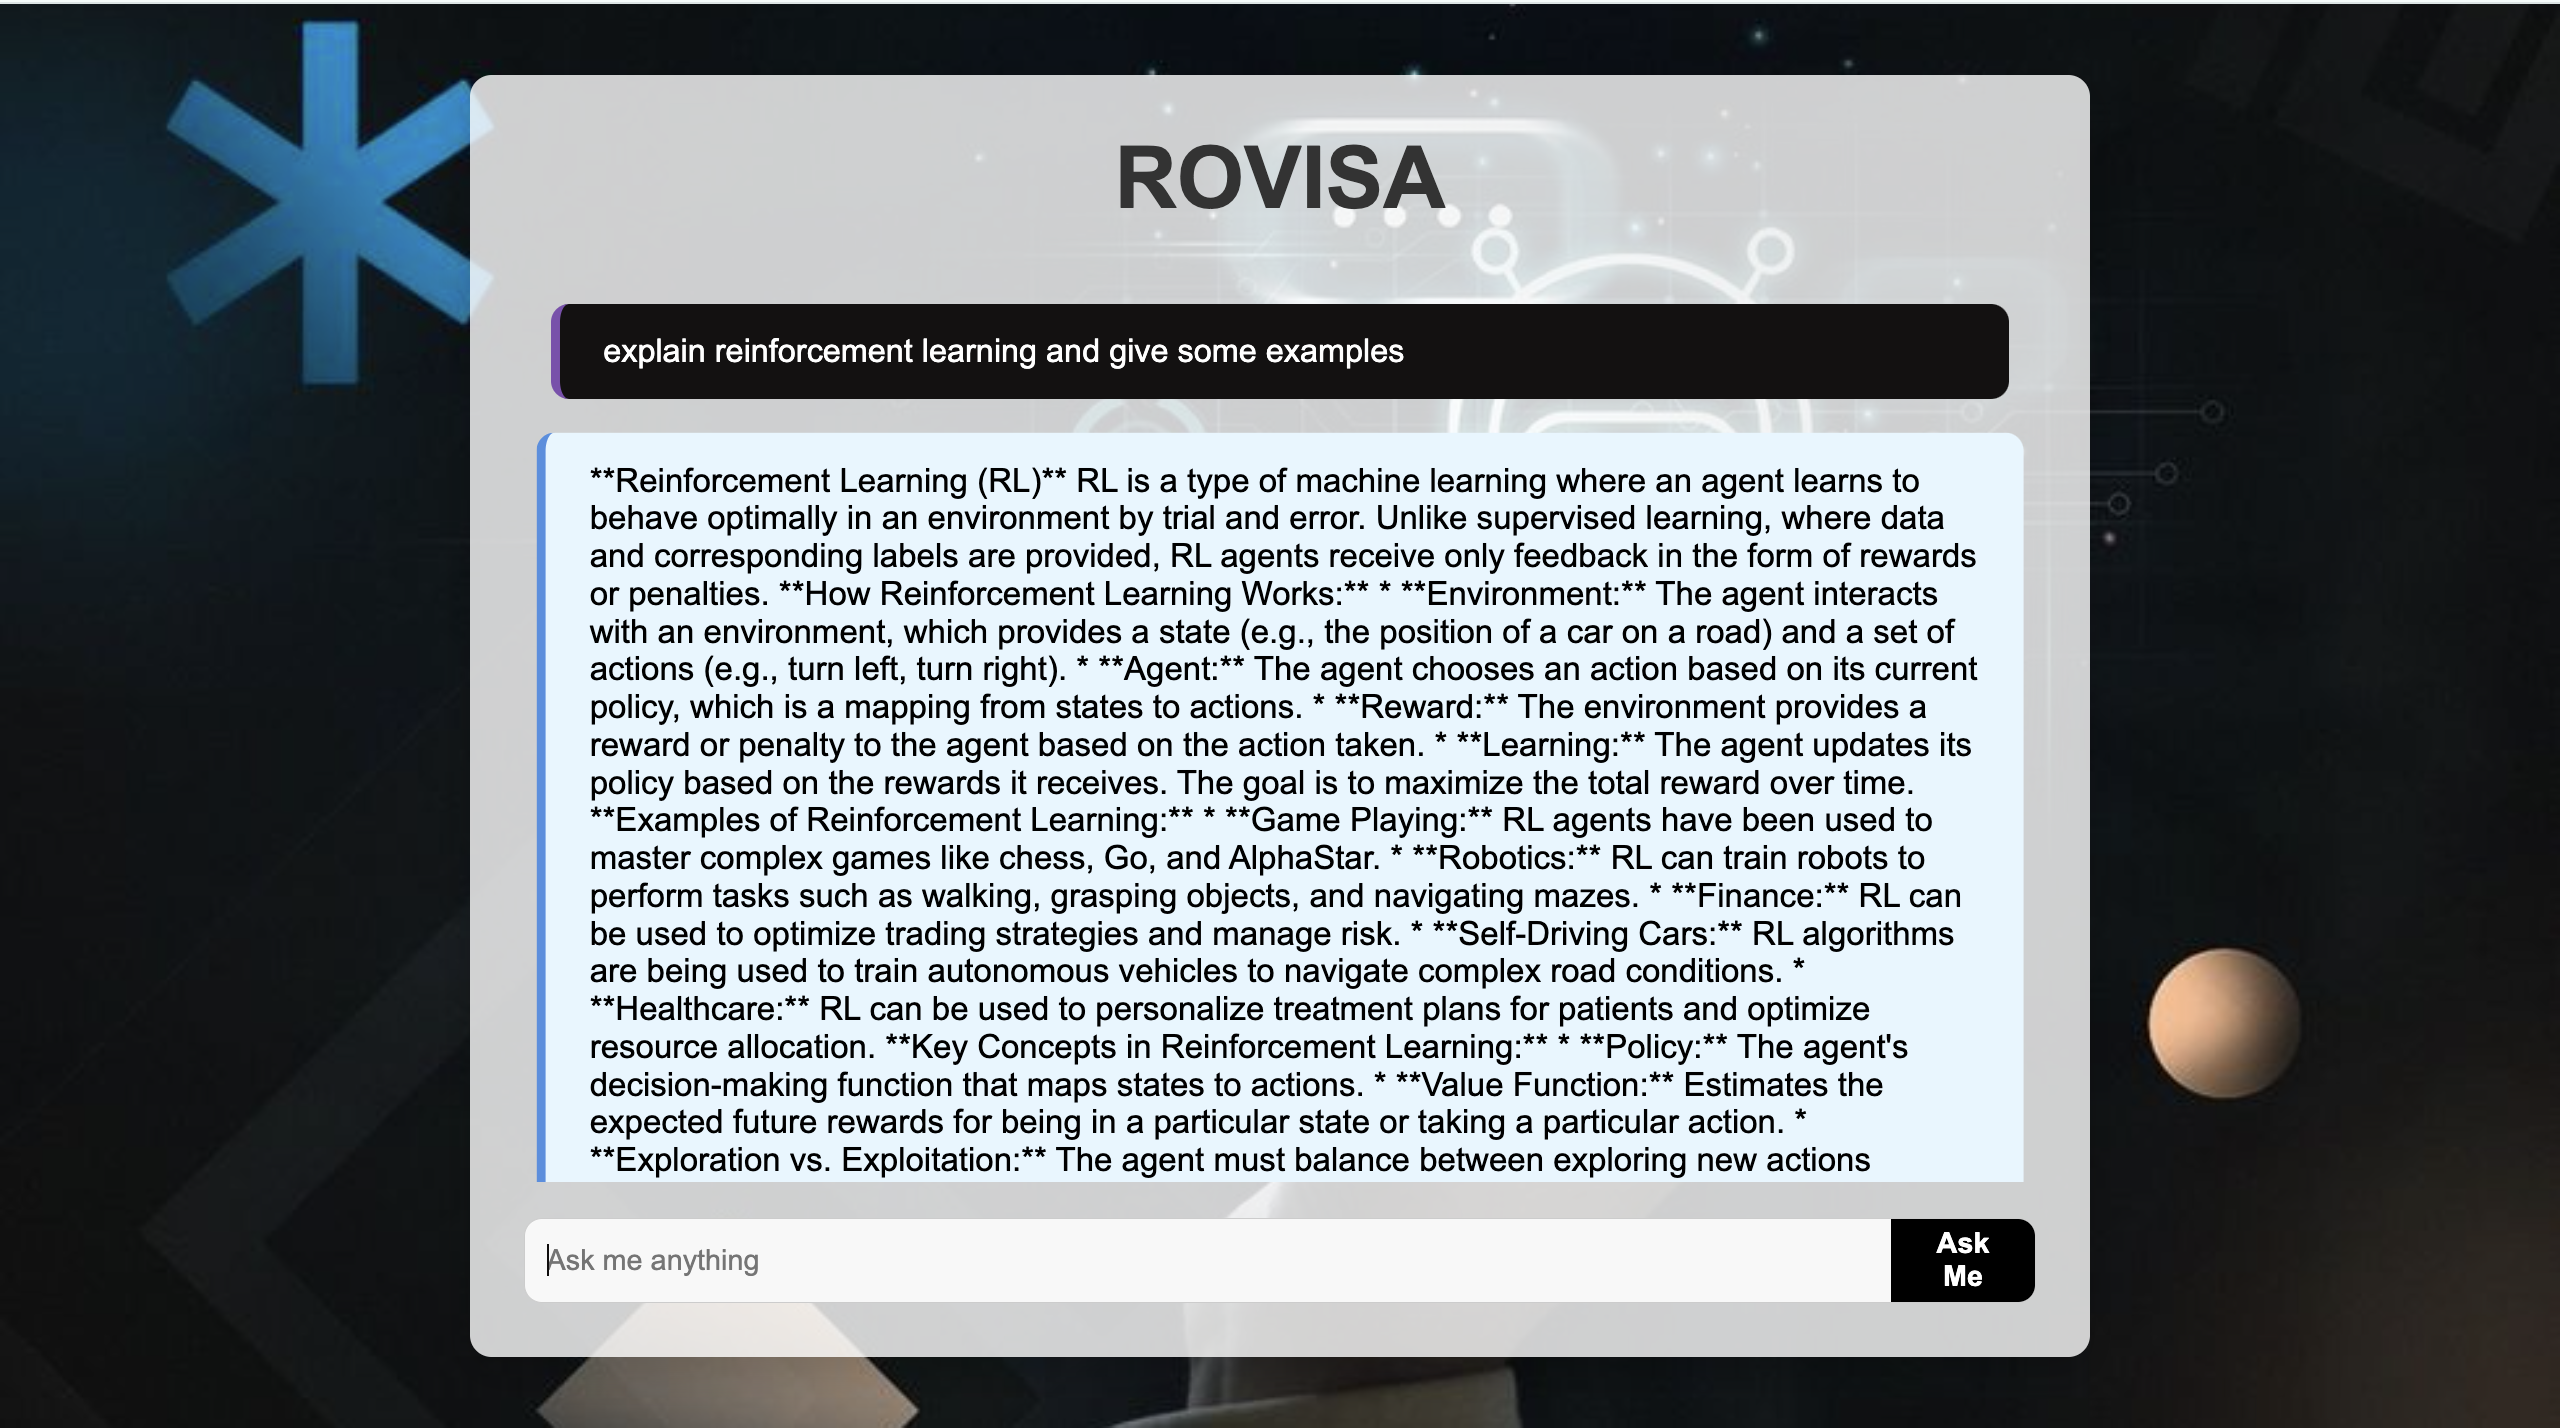 ROVISA
explain reinforcement learning and give some examples
**Reinforcement Learning (RL)** RL is a type of machine learning where an agent learns to
behave optimally in an environment by trial and error. Unlike supervised learning, where data
and corresponding labels are provided, RL agents receive only feedback in the form of rewards
or penalties. **How Reinforcement Learning Works:** * **Environment:** The agent interacts
with an environment, which provides a state (e.g., the position of a car on a road) and a set of
actions (e.g., turn left, turn right). * **Agent:** The agent chooses an action based on its current
policy, which is a mapping from states to actions. * **Reward:** The environment provides a
reward or penalty to the agent based on the action taken. * **Learning:** The agent updates its
policy based on the rewards it receives. The goal is to maximize the total reward over time.
**Examples of Reinforcement Learning:** * **Game Playing:** RL agents have been used to
master complex games like chess, Go, and AlphaStar. * **Robotics:** RL can train robots to
perform tasks such as walking, grasping objects, and navigating mazes. * **Finance:** RL can
be used to optimize trading strategies and manage risk. * **Self-Driving Cars:** RL algorithms
are being used to train autonomous vehicles to navigate complex road conditions. *
**Healthcare:** RL can be used to personalize treatment plans for patients and optimize
resource allocation. **Key Concepts in Reinforcement Learning:** * **Policy:** The agent's
decision-making function that maps states to actions. * **Value Function:** Estimates the
expected future rewards for being in a particular state or taking a particular action. *
**Exploration vs. Exploitation:** The agent must balance between exploring new actions
Ask me anything
Ask
Me